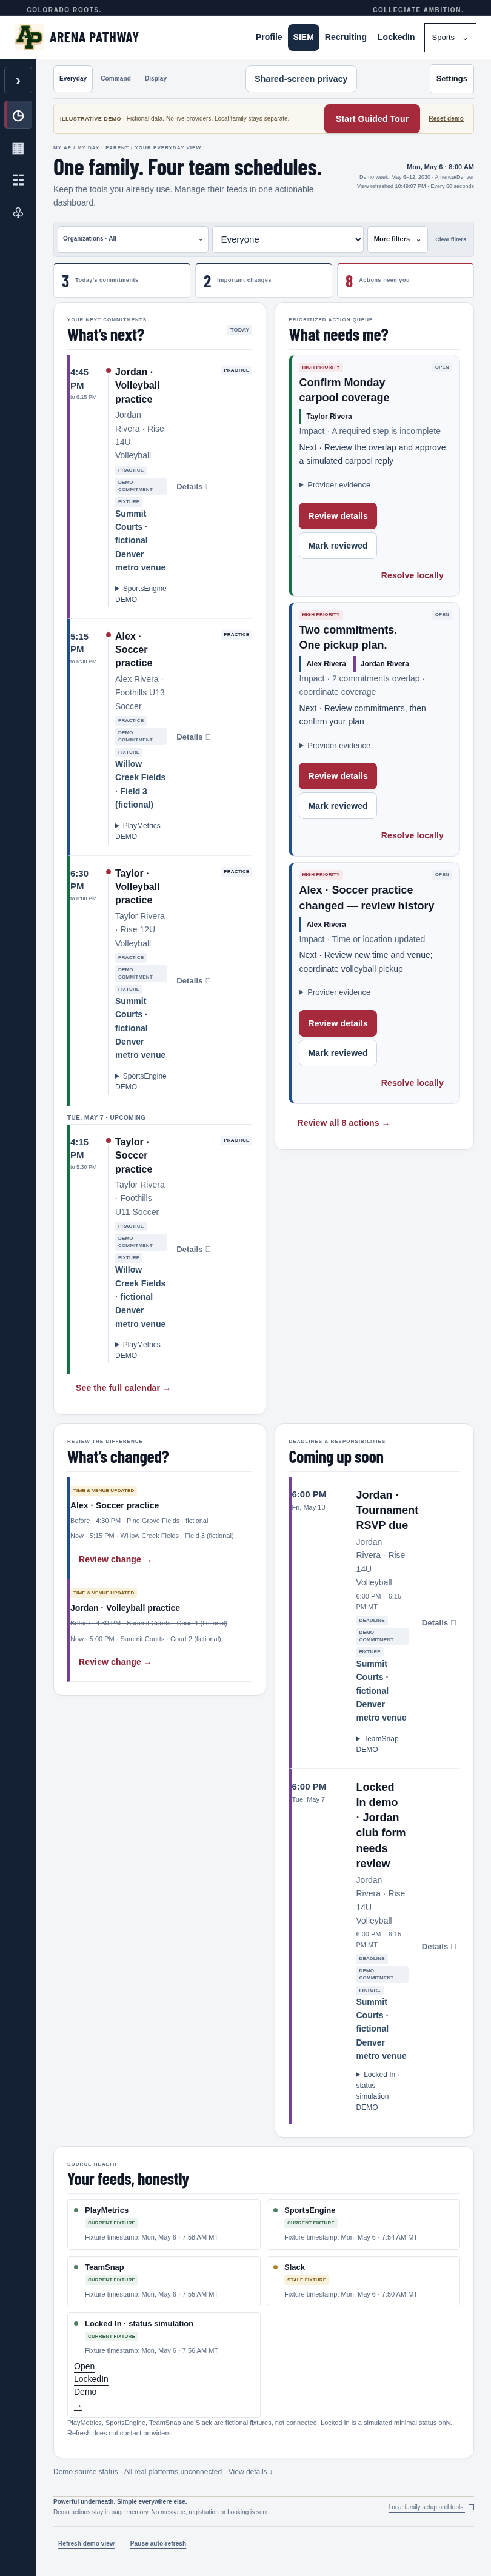 COLORADO ROOTS.
COLLEGIATE AMBITION.
AP ARENA PATHWAY
Profile
SIEM
Recruiting
LockedIn
Sports
Everyday
Command
Display
Shared-screen privacy
Settings
ILLUSTRATIVE DEMO · Fictional data. No live providers. Local family stays separate.
Start Guided Tour
Reset demo
MY AP / MY DAY · PARENT / YOUR EVERYDAY VIEW
One family. Four team schedules.
Keep the tools you already use. Manage their feeds in one actionable
dashboard.
Mon, May 6 · 8:00 AM
Demo week: May 6–12, 2030 · America/Denver
View refreshed 10:49:07 PM · Every 60 seconds
Organizations · All
Everyone
More filters
Clear filters
3 Today's commitments
2 Important changes
8 Actions need you
YOUR NEXT COMMITMENTS
What's next?
TODAY
4:45
PM
to 6:15 PM
Jordan ·
Volleyball
practice
PRACTICE
Jordan
Rivera · Rise
14U
Volleyball
PRACTICE
DEMO
COMMITMENT
FIXTURE
Details
Summit
Courts ·
fictional
Denver
metro venue
▶ SportsEngine
DEMO
5:15
PM
to 6:30 PM
Alex ·
Soccer
practice
PRACTICE
Alex Rivera ·
Foothills U13
Soccer
PRACTICE
DEMO
COMMITMENT
FIXTURE
Details
Willow
Creek Fields
· Field 3
(fictional)
▶ PlayMetrics
DEMO
6:30
PM
to 8:00 PM
Taylor ·
Volleyball
practice
PRACTICE
Taylor Rivera
· Rise 12U
Volleyball
PRACTICE
DEMO
COMMITMENT
FIXTURE
Details
Summit
Courts ·
fictional
Denver
metro venue
▶ SportsEngine
DEMO
TUE, MAY 7 · UPCOMING
4:15
PM
to 5:30 PM
Taylor ·
Soccer
practice
PRACTICE
Taylor Rivera
· Foothills
U11 Soccer
PRACTICE
DEMO
COMMITMENT
FIXTURE
Details
Willow
Creek Fields
· fictional
Denver
metro venue
▶ PlayMetrics
DEMO
See the full calendar →
PRIORITIZED ACTION QUEUE
What needs me?
HIGH PRIORITY
OPEN
Confirm Monday
carpool coverage
Taylor Rivera
Impact · A required step is incomplete
Next · Review the overlap and approve
a simulated carpool reply
▶ Provider evidence
Review details
Mark reviewed
Resolve locally
HIGH PRIORITY
OPEN
Two commitments.
One pickup plan.
Alex Rivera
Jordan Rivera
Impact · 2 commitments overlap ·
coordinate coverage
Next · Review commitments, then
confirm your plan
▶ Provider evidence
Review details
Mark reviewed
Resolve locally
HIGH PRIORITY
OPEN
Alex · Soccer practice
changed — review history
Alex Rivera
Impact · Time or location updated
Next · Review new time and venue;
coordinate volleyball pickup
▶ Provider evidence
Review details
Mark reviewed
Resolve locally
Review all 8 actions →
REVIEW THE DIFFERENCE
What's changed?
TIME & VENUE UPDATED
Alex · Soccer practice
Before · 4:30 PM · Pine Grove Fields · fictional
Now · 5:15 PM · Willow Creek Fields · Field 3 (fictional)
Review change →
TIME & VENUE UPDATED
Jordan · Volleyball practice
Before · 4:30 PM · Summit Courts · Court 1 (fictional)
Now · 5:00 PM · Summit Courts · Court 2 (fictional)
Review change →
DEADLINES & RESPONSIBILITIES
Coming up soon
6:00 PM
Fri, May 10
Jordan ·
Tournament
RSVP due
Jordan
Rivera · Rise
14U
Volleyball
6:00 PM – 6:15
PM MT
DEADLINE
DEMO
COMMITMENT
FIXTURE
Details
Summit
Courts ·
fictional
Denver
metro venue
▶ TeamSnap
DEMO
6:00 PM
Tue, May 7
Locked
In demo
· Jordan
club form
needs
review
Jordan
Rivera · Rise
14U
Volleyball
6:00 PM – 6:15
PM MT
DEADLINE
DEMO
COMMITMENT
FIXTURE
Details
Summit
Courts ·
fictional
Denver
metro venue
▶ Locked In ·
status
simulation
DEMO
SOURCE HEALTH
Your feeds, honestly
PlayMetrics
CURRENT FIXTURE
Fixture timestamp: Mon, May 6 · 7:58 AM MT
SportsEngine
CURRENT FIXTURE
Fixture timestamp: Mon, May 6 · 7:54 AM MT
TeamSnap
CURRENT FIXTURE
Fixture timestamp: Mon, May 6 · 7:55 AM MT
Slack
STALE FIXTURE
Fixture timestamp: Mon, May 6 · 7:50 AM MT
Locked In · status simulation
CURRENT FIXTURE
Fixture timestamp: Mon, May 6 · 7:56 AM MT
Open
LockedIn
Demo
→
PlayMetrics, SportsEngine, TeamSnap and Slack are fictional fixtures, not connected. Locked In is a simulated minimal status only.
Refresh does not contact providers.
Demo source status · All real platforms unconnected · View details ↓
Powerful underneath. Simple everywhere else.
Demo actions stay in page memory. No message, registration or booking is sent.
Local family setup and tools
Refresh demo view
Pause auto-refresh